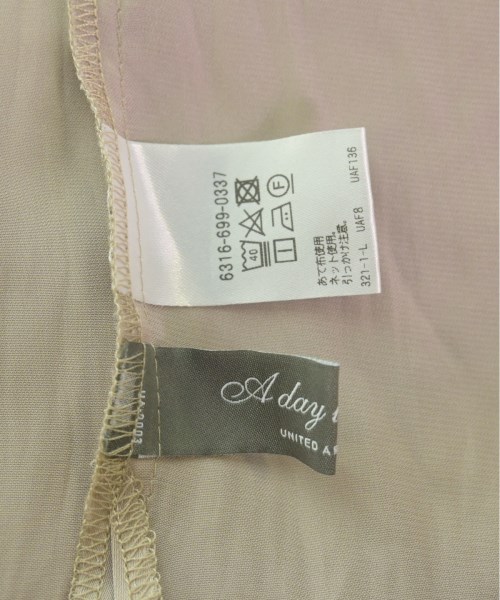 6316-699-0337
40
F
あて布使用
ネット使用。
引っかけ注意。
321-1-L UAF8 UAF136
A day
UNITED A